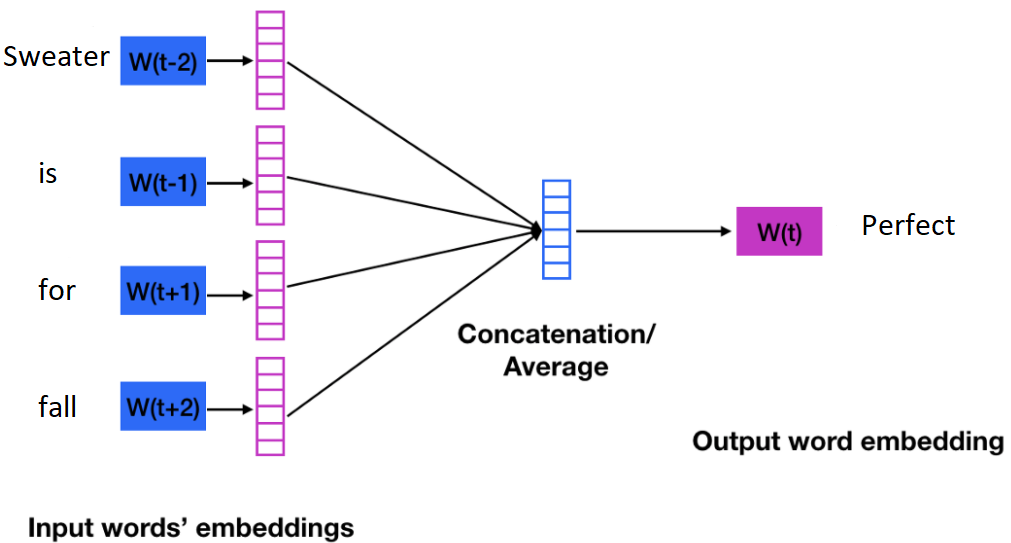 Sweater W(t-2)
is W(t-1)
for W(t+1)
fall W(t+2)
Concatenation/
Average
W(t) Perfect
Output word embedding
Input words’ embeddings